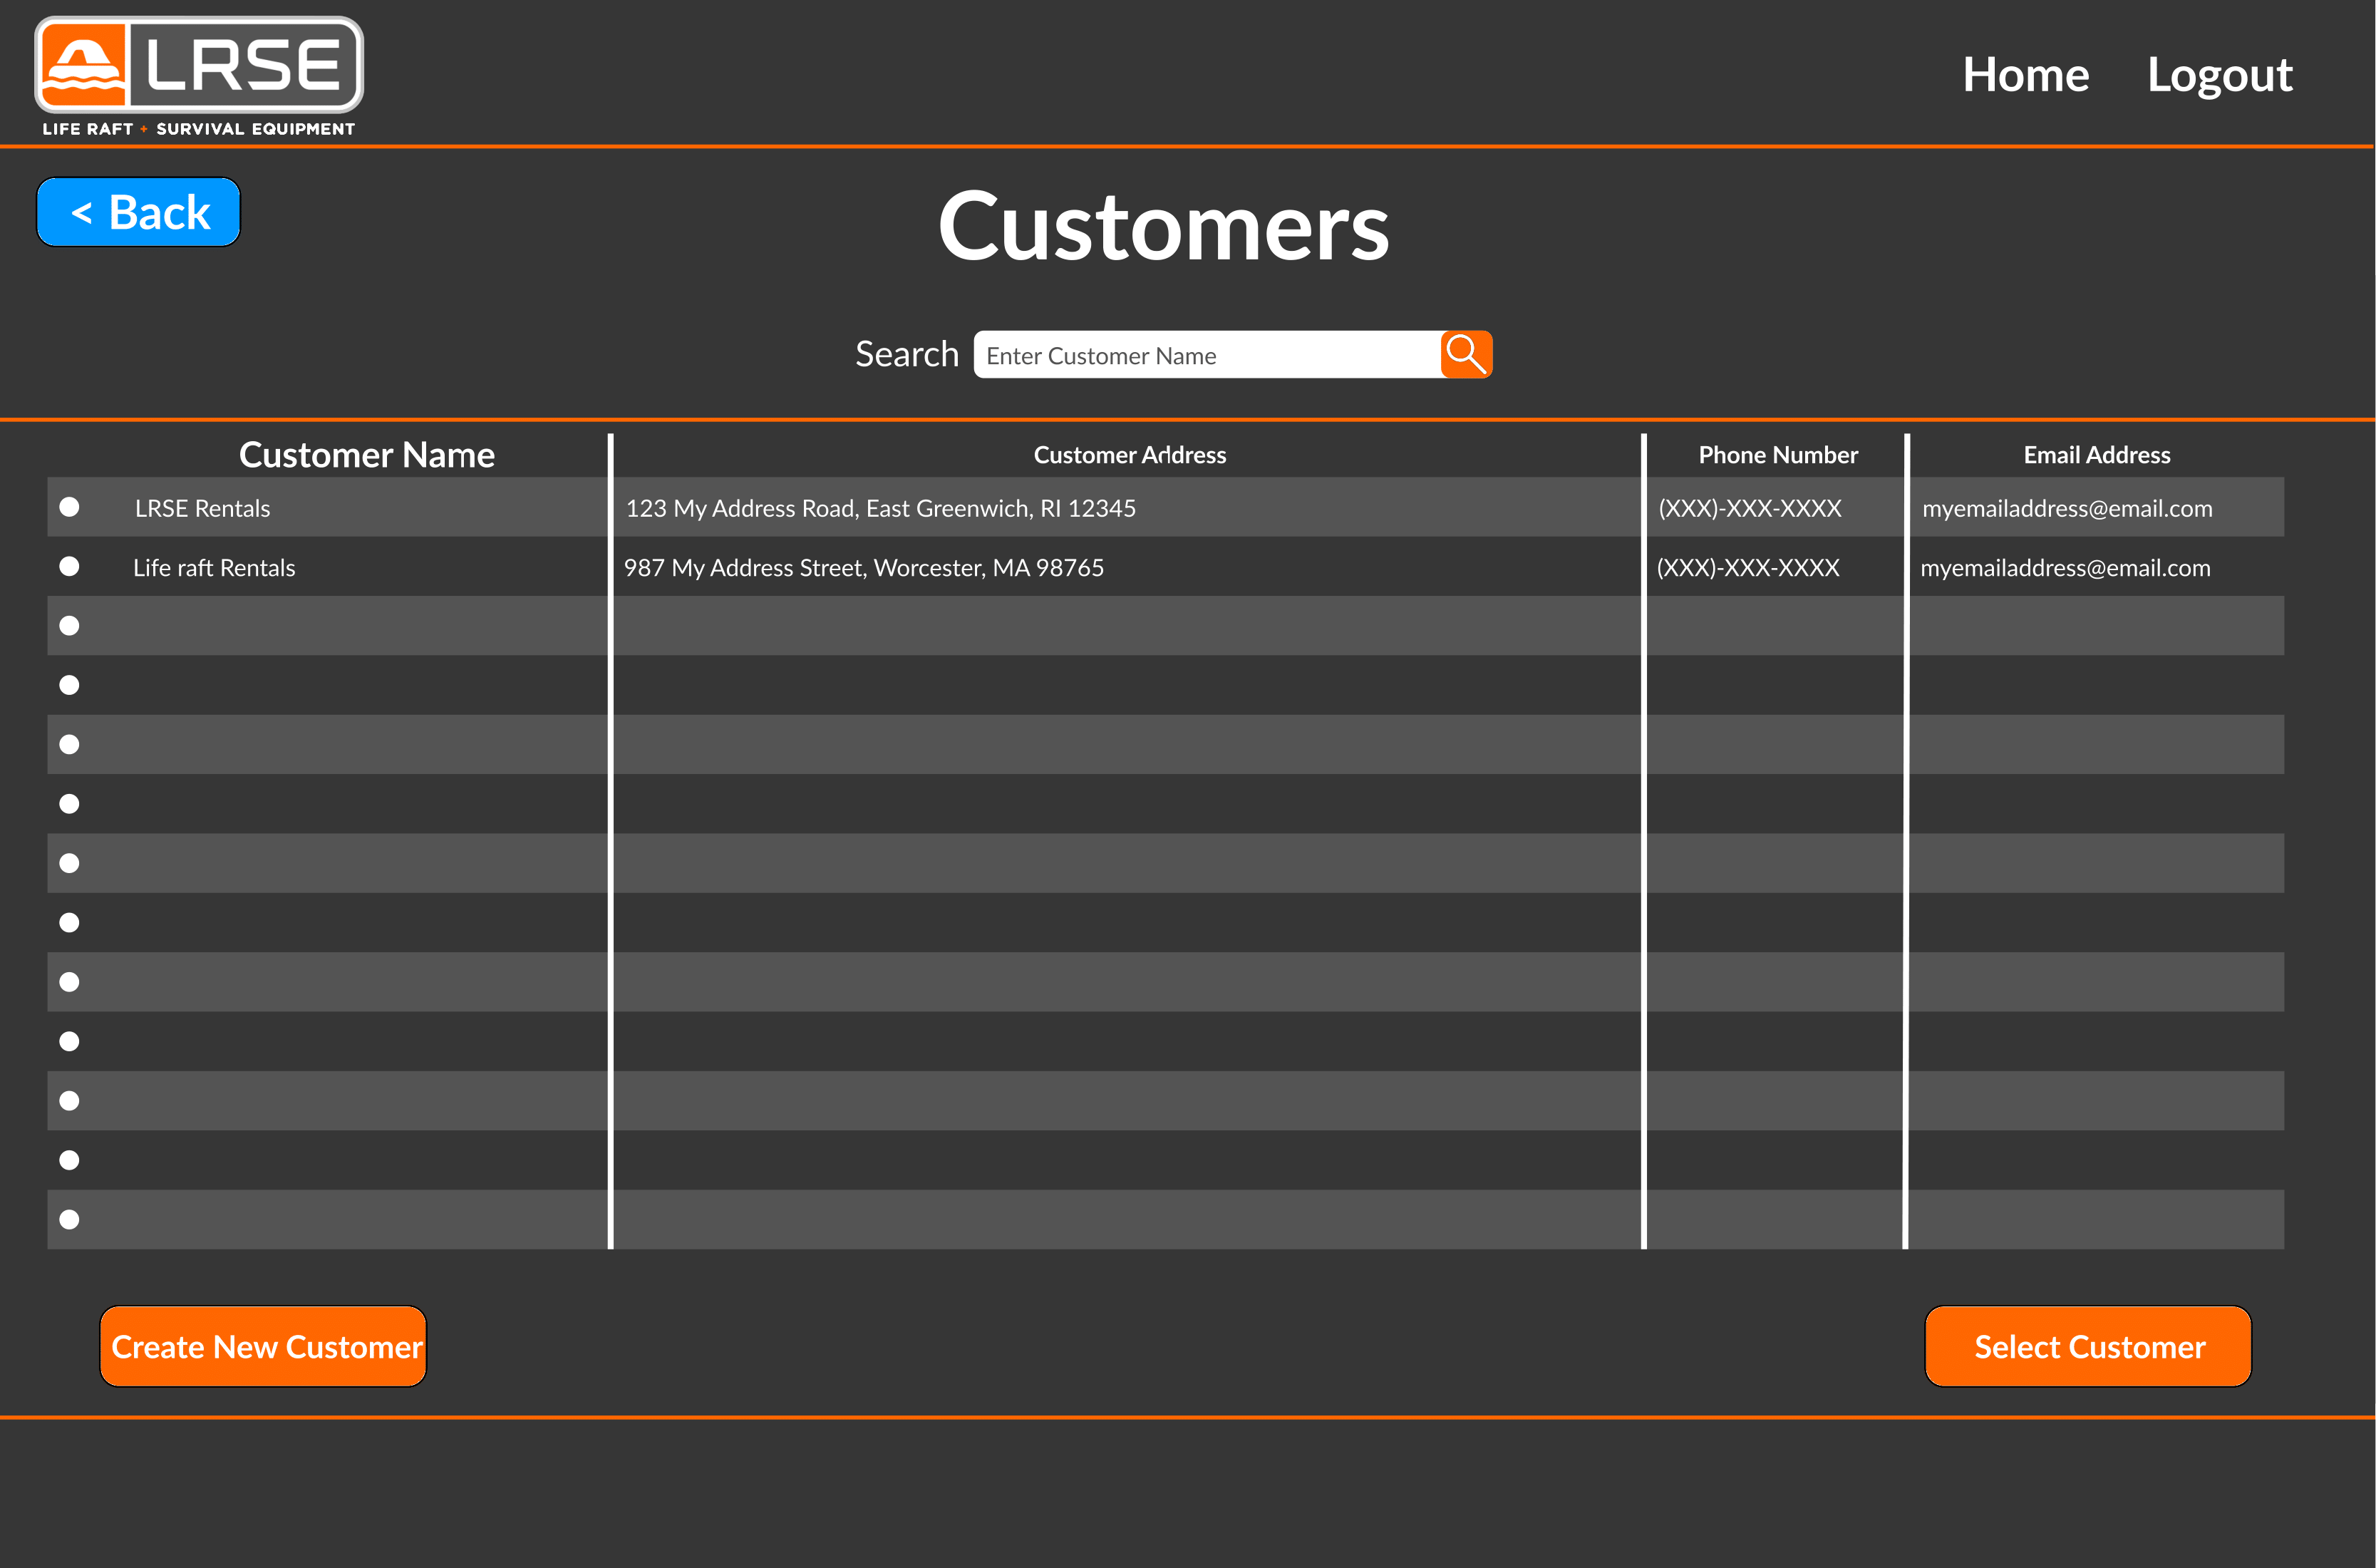 LRSE
LIFE RAFT + SURVIVAL EQUIPMENT
Home Logout
< Back
Customers
Search Enter Customer Name
Customer Name Customer Address Phone Number Email Address
LRSE Rentals 123 My Address Road, East Greenwich, RI 12345 (XXX)-XXX-XXXX myemailaddress@email.com
Life raft Rentals 987 My Address Street, Worcester, MA 98765 (XXX)-XXX-XXXX myemailaddress@email.com
Create New Customer Select Customer